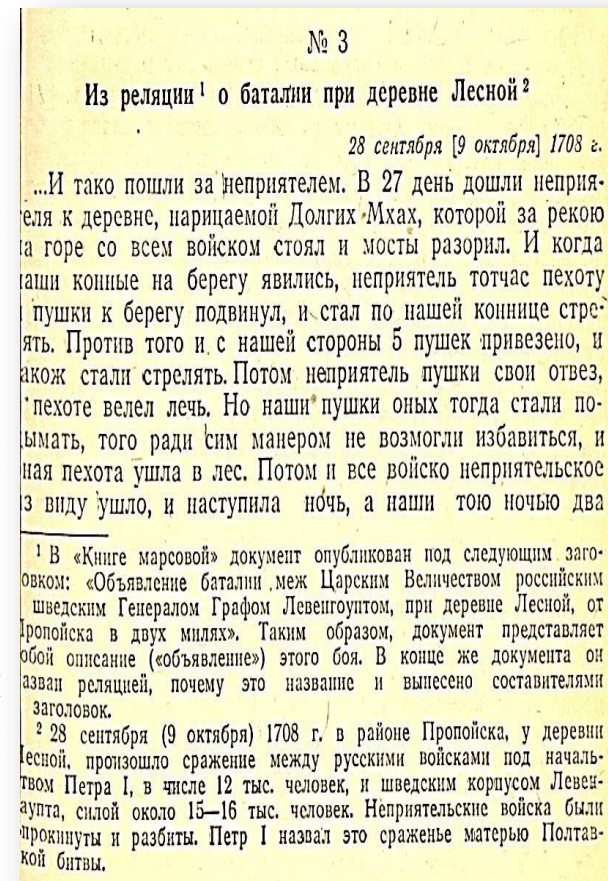 № 3
Из реляции ¹ о баталии при деревне Лесной ²
28 сентября [9 октября] 1708 г.
...И тако пошли за неприятелем. В 27 день дошли неприя-
теля к деревне, нарицаемой Долгих Мхах, которой за рекою
на горе со всем войском стоял и мосты разорил. И когда
наши конные на берегу явились, неприятель тотчас пехоту
и пушки к берегу подвинул, и стал по нашей коннице стре-
лять. Против того и с нашей стороны 5 пушек привезено, и
також стали стрелять. Потом неприятель пушки свои отвез,
а пехоте велел лечь. Но наши пушки оных тогда стали по-
дымать, того ради сим манером не возмогли избавиться, и
оная пехота ушла в лес. Потом и все войско неприятельское
из виду ушло, и наступила ночь, а наши тою ночью два
¹ В «Книге марсовой» документ опубликован под следующим заго-
ловком: «Объявление баталии меж Царским Величеством российским
и шведским Генералом Графом Левенгоуптом, при деревне Лесной, от
Пропойска в двух милях». Таким образом, документ представляет
собой описание («объявление») этого боя. В конце же документа он
назван реляцией, почему это название и вынесено составителями
в заголовок.
² 28 сентября (9 октября) 1708 г. в районе Пропойска, у деревни
Лесной, произошло сражение между русскими войсками под началь-
ством Петра I, в числе 12 тыс. человек, и шведским корпусом Левен-
гаупта, силой около 15—16 тыс. человек. Неприятельские войска были
опрокинуты и разбиты. Петр I назвал это сраженье матерью Полтав-
ской битвы.